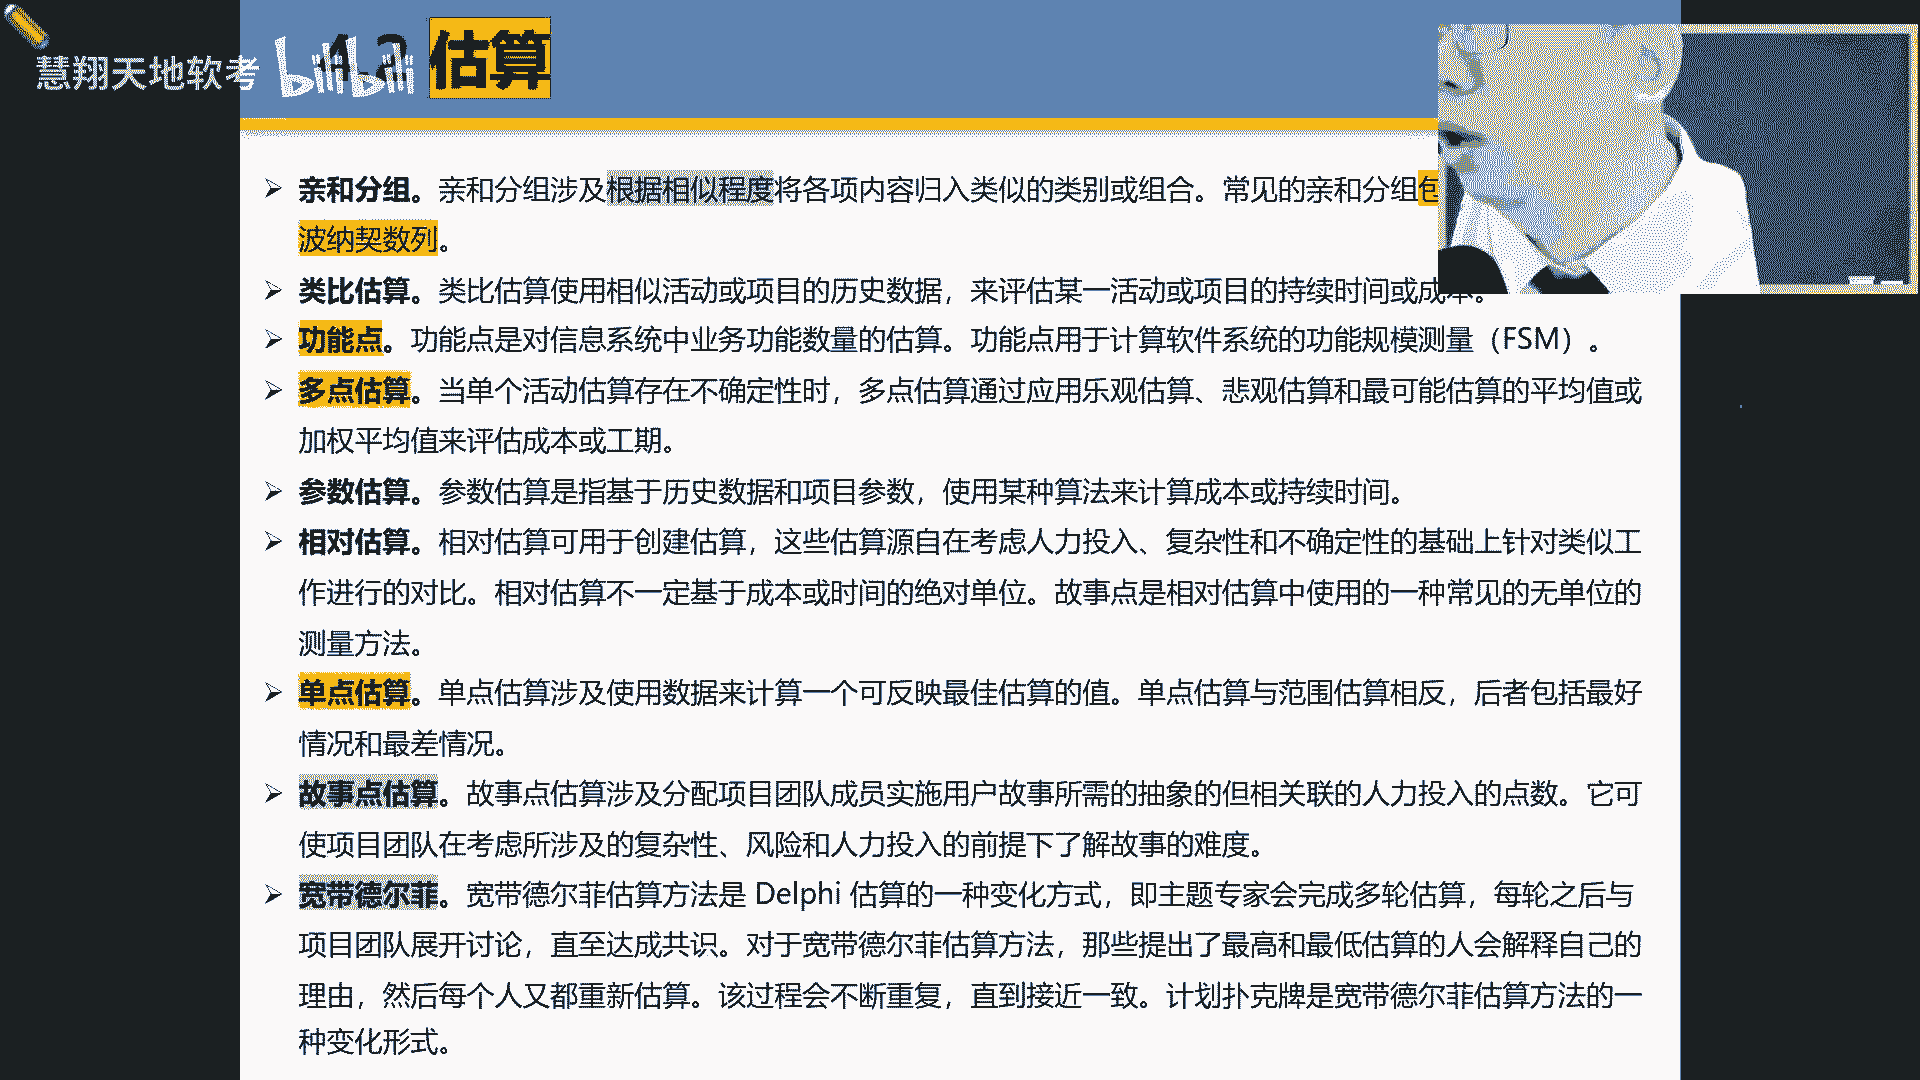 慧翔天地软考 bilibili 估算
➢ 亲和分组。亲和分组涉及根据相似程度将各项内容归入类似的类别或组合。常见的亲和分组包
波纳契数列。
➢ 类比估算。类比估算使用相似活动或项目的历史数据，来评估某一活动或项目的持续时间或成本。
➢ 功能点。功能点是对信息系统中业务功能数量的估算。功能点用于计算软件系统的功能规模测量（FSM）。
➢ 多点估算。当单个活动估算存在不确定性时，多点估算通过应用乐观估算、悲观估算和最可能估算的平均值或
加权平均值来评估成本或工期。
➢ 参数估算。参数估算是指基于历史数据和项目参数，使用某种算法来计算成本或持续时间。
➢ 相对估算。相对估算可用于创建估算，这些估算源自在考虑人力投入、复杂性和不确定性的基础上针对类似工
作进行的对比。相对估算不一定基于成本或时间的绝对单位。故事点是相对估算中使用的一种常见的无单位的
测量方法。
➢ 单点估算。单点估算涉及使用数据来计算一个可反映最佳估算的值。单点估算与范围估算相反，后者包括最好
情况和最差情况。
➢ 故事点估算。故事点估算涉及分配项目团队成员实施用户故事所需的抽象的但相关联的人力投入的点数。它可
使项目团队在考虑所涉及的复杂性、风险和人力投入的前提下了解故事的难度。
➢ 宽带德尔菲。宽带德尔菲估算方法是 Delphi 估算的一种变化方式，即主题专家会完成多轮估算，每轮之后与
项目团队展开讨论，直至达成共识。对于宽带德尔菲估算方法，那些提出了最高和最低估算的人会解释自己的
理由，然后每个人又都重新估算。该过程会不断重复，直到接近一致。计划扑克牌是宽带德尔菲估算方法的一
种变化形式。